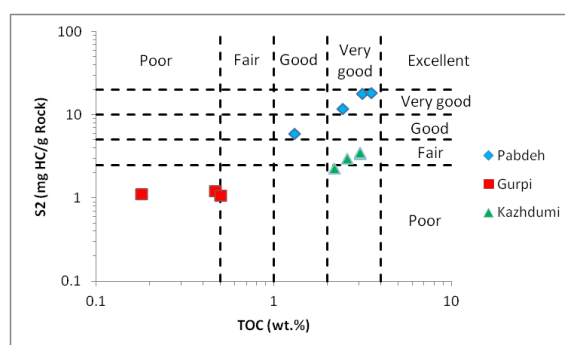 100
10
1
0.1
S2 (mg HC/g Rock)
Poor
Fair
Good
Very
good
Excellent
Very good
Good
Fair
Poor
0.1
1
10
TOC (wt.%)
Pabdeh
Gurpi
Kazhdumi